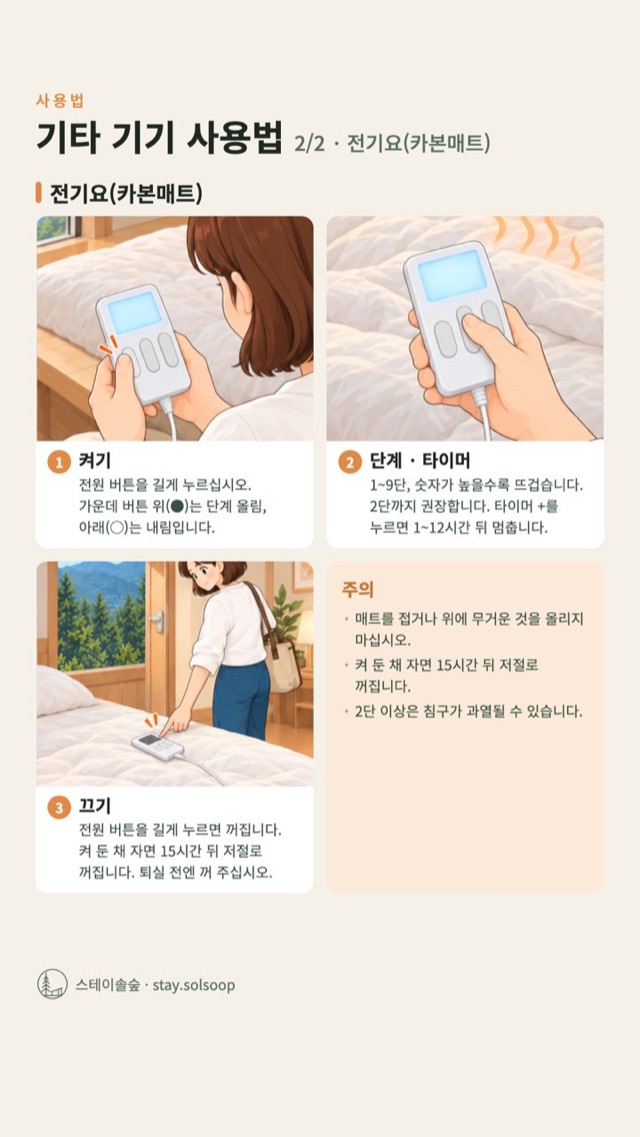 사용법
기타 기기 사용법 2/2 · 전기요(카본매트)
전기요(카본매트)
1 켜기
전원 버튼을 길게 누르십시오.
가운데 버튼 위(●)는 단계 올림,
아래(○)는 내림입니다.
2 단계 · 타이머
1~9단, 숫자가 높을수록 뜨겁습니다.
2단까지 권장합니다. 타이머 +를
누르면 1~12시간 뒤 멈춥니다.
3 끄기
전원 버튼을 길게 누르면 꺼집니다.
켜 둔 채 자면 15시간 뒤 저절로
꺼집니다. 퇴실 전엔 꺼 주십시오.
주의
· 매트를 접거나 위에 무거운 것을 올리지
마십시오.
· 켜 둔 채 자면 15시간 뒤 저절로
꺼집니다.
· 2단 이상은 침구가 과열될 수 있습니다.
스테이솔숲 · stay.solsoop